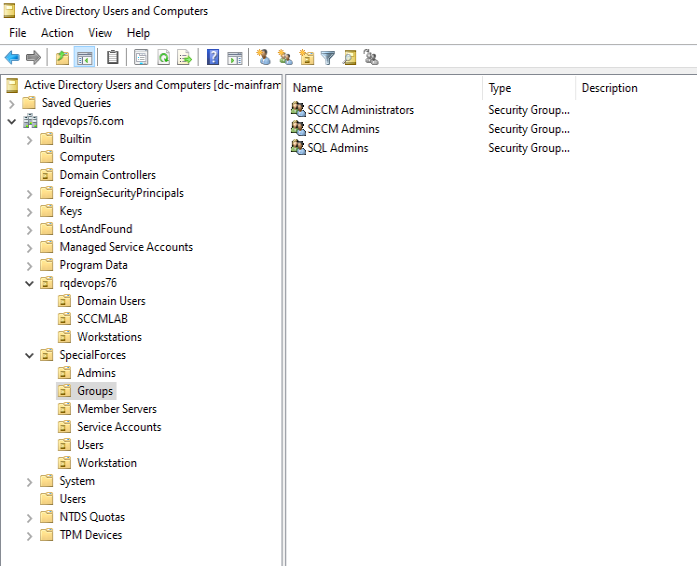 Active Directory Users and Computers
File Action View Help
Active Directory Users and Computers [dc-mainfram
Saved Queries
rqdevops76.com
Builtin
Computers
Domain Controllers
ForeignSecurityPrincipals
Keys
LostAndFound
Managed Service Accounts
Program Data
rqdevops76
Domain Users
SCCMLAB
Workstations
SpecialForces
Admins
Groups
Member Servers
Service Accounts
Users
Workstation
System
Users
NTDS Quotas
TPM Devices
Name Type Description
SCCM Administrators Security Group...
SCCM Admins Security Group...
SQL Admins Security Group...